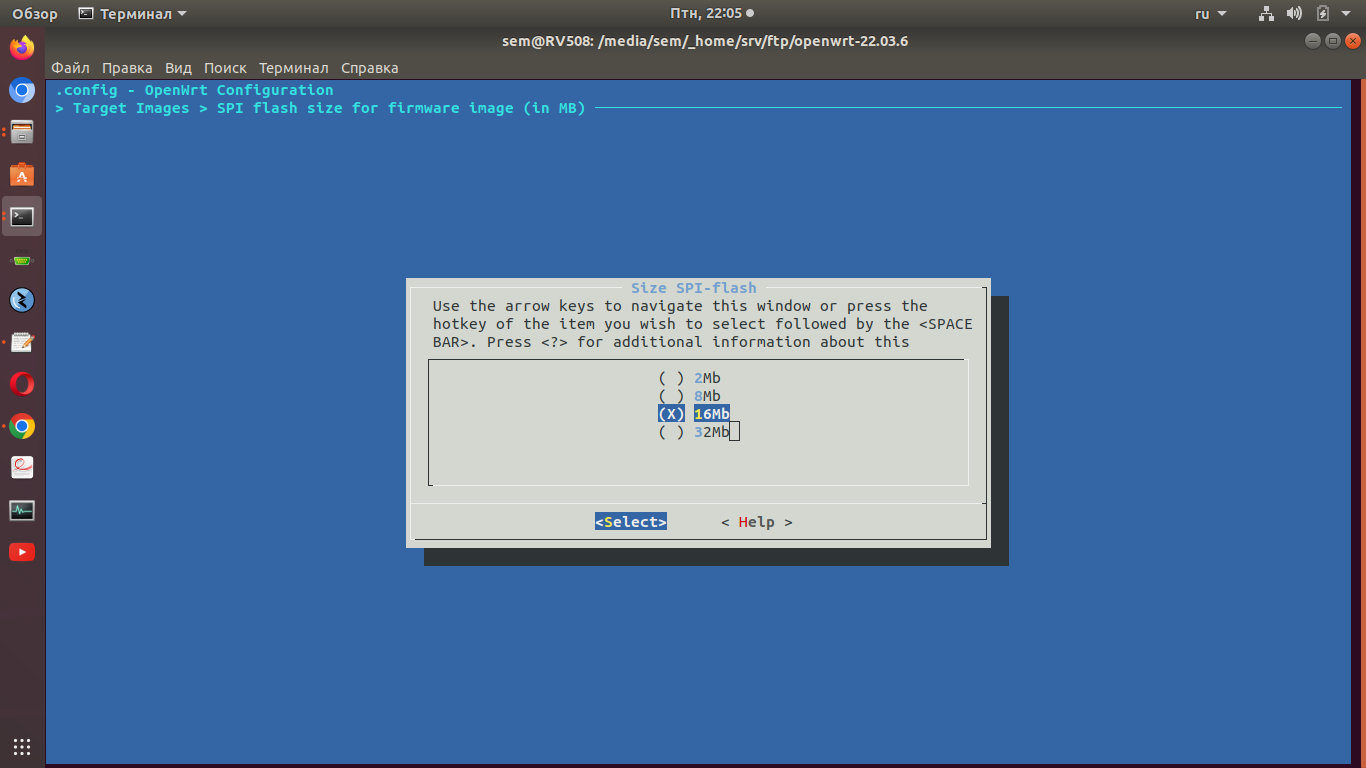 Обзор Терминал Птн, 22:05 ru
sem@RV508: /media/sem/_home/srv/ftp/openwrt-22.03.6
Файл Правка Вид Поиск Терминал Справка
.config - OpenWrt Configuration
> Target Images > SPI flash size for firmware image (in MB)
Size SPI-flash
Use the arrow keys to navigate this window or press the
hotkey of the item you wish to select followed by the <SPACE
BAR>. Press <?> for additional information about this
( ) 2Mb
( ) 8Mb
(X) 16Mb
( ) 32Mb
<Select> < Help >